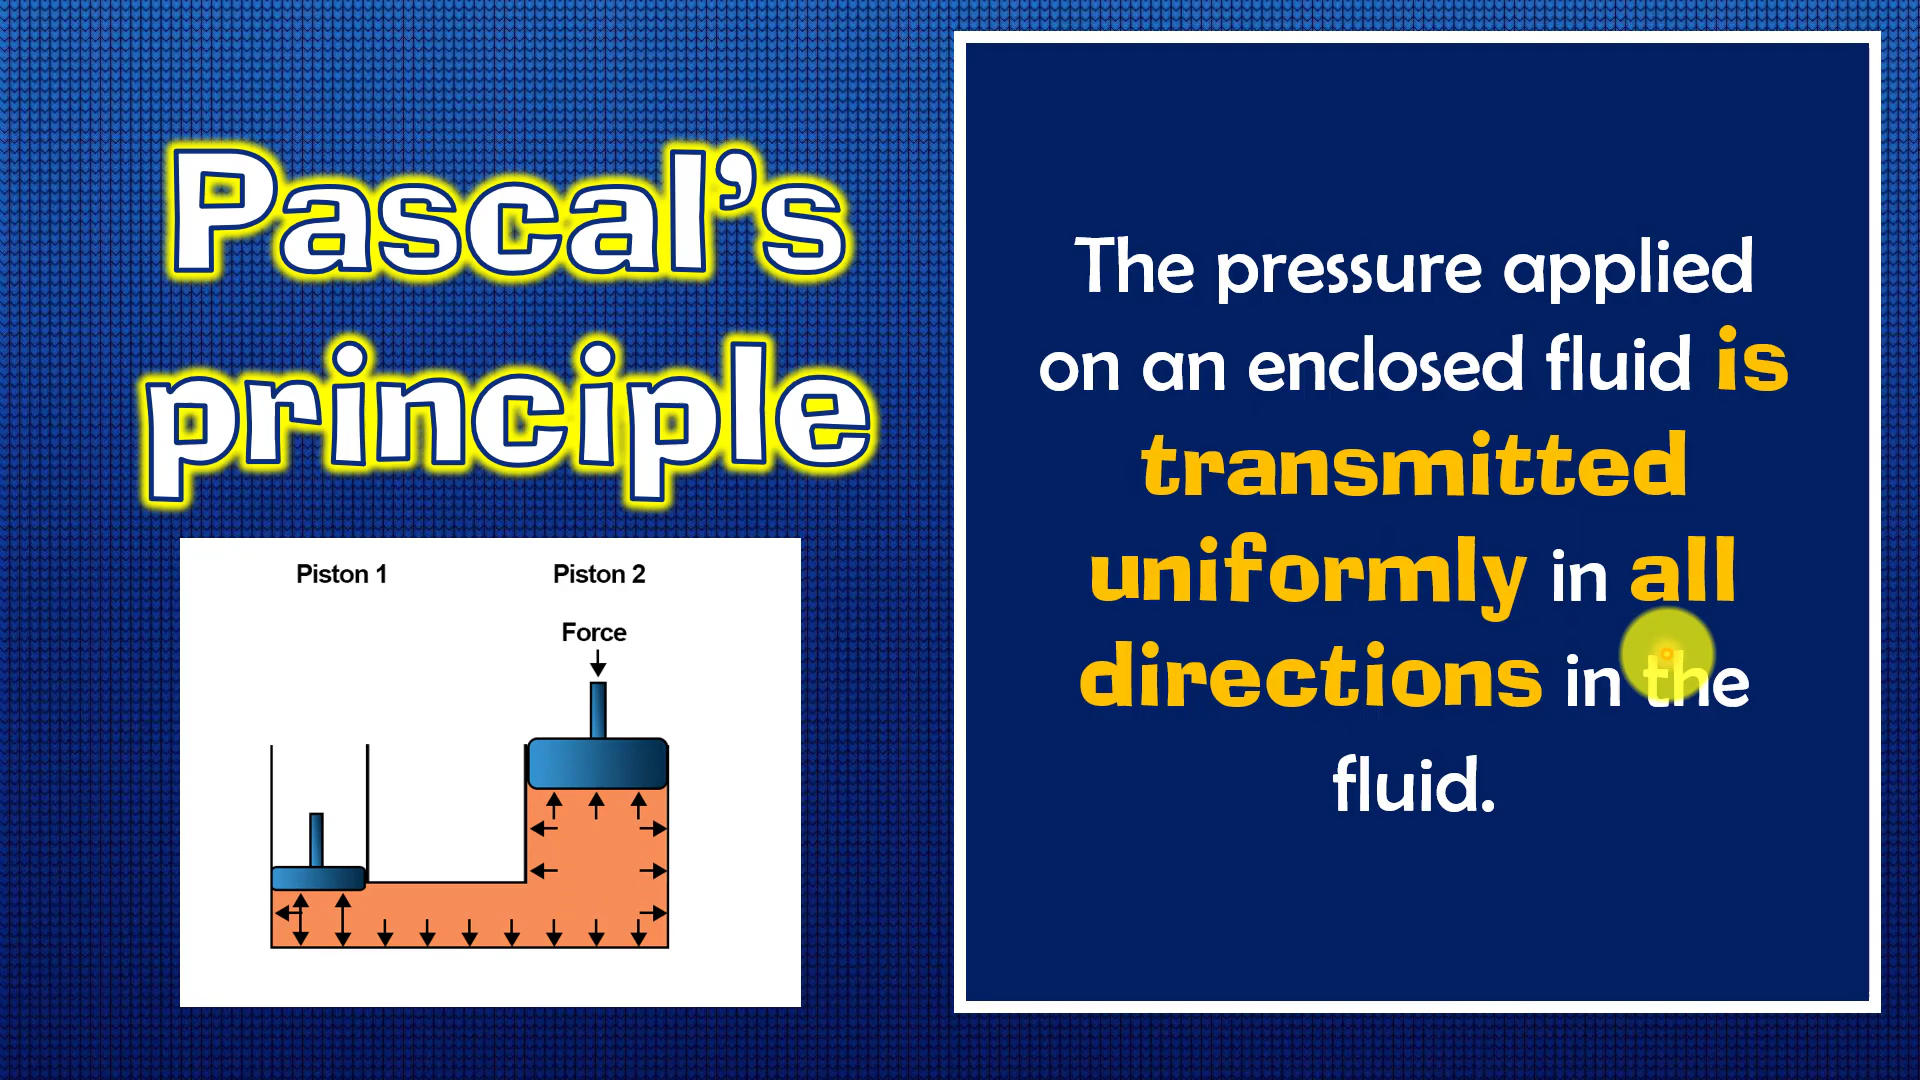 Pascal’s
principle
Piston 1
Piston 2
Force
The pressure applied
on an enclosed fluid is
transmitted
uniformly in all
directions in the
fluid.